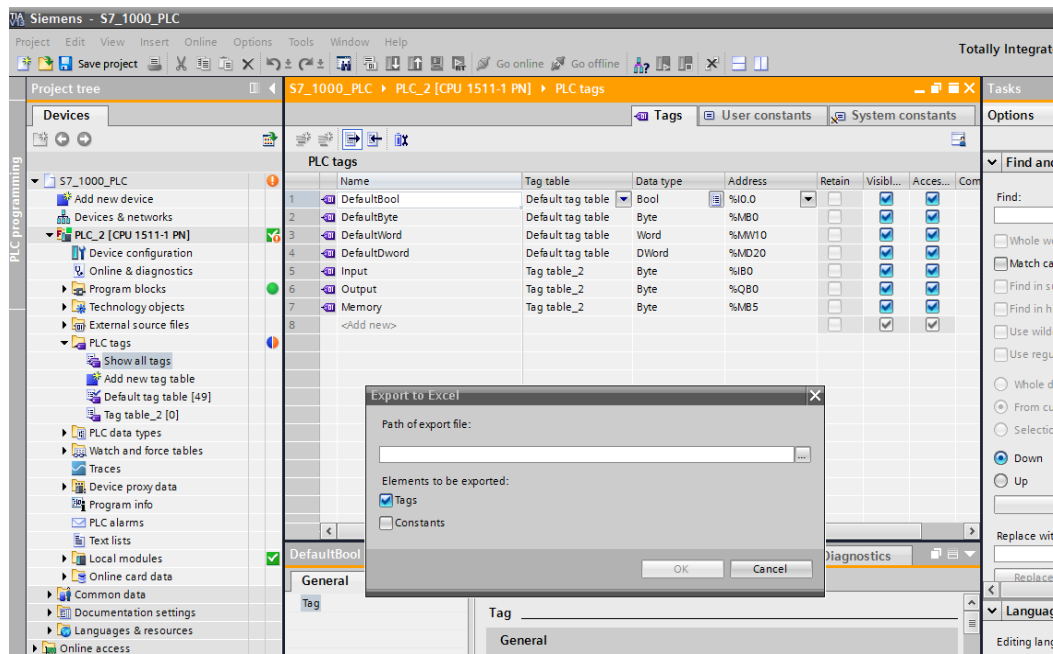 Siemens - S7_1000_PLC
Project Edit View Insert Online Options Tools Window Help
Totally Integrat
Save project Go online Go offline
Project tree
S7_1000_PLC PLC_2 [CPU 1511-1 PN] PLC tags
Tasks
Devices
Tags User constants System constants
Options
PLC programming
PLC tags
Find and
Name Tag table Data type Address Retain Visibl... Acces... Com
1 DefaultBool Default tag table Bool %I0.0
2 DefaultByte Default tag table Byte %MB0
3 DefaultWord Default tag table Word %MW10
4 DefaultDword Default tag table DWord %MD20
5 Input Tag table_2 Byte %IB0
6 Output Tag table_2 Byte %QB0
7 Memory Tag table_2 Byte %MB5
8 <Add new>
S7_1000_PLC
Add new device
Devices & networks
PLC_2 [CPU 1511-1 PN]
Device configuration
Online & diagnostics
Program blocks
Technology objects
External source files
PLC tags
Show all tags
Add new tag table
Default tag table [49]
Tag table_2 [0]
PLC data types
Watch and force tables
Traces
Device proxy data
Program info
PLC alarms
Text lists
Local modules
Online card data
Common data
Documentation settings
Languages & resources
Online access
Export to Excel
Path of export file:
...
Elements to be exported:
Tags
Constants
OK Cancel
DefaultBool
Diagnostics
General
Tag
Tag
General
Find:
Whole w
Match ca
Find in s
Find in h
Use wild
Use regu
Whole d
From cu
Selectio
Down
Up
Replace wit
Replace
Languag
Editing lang